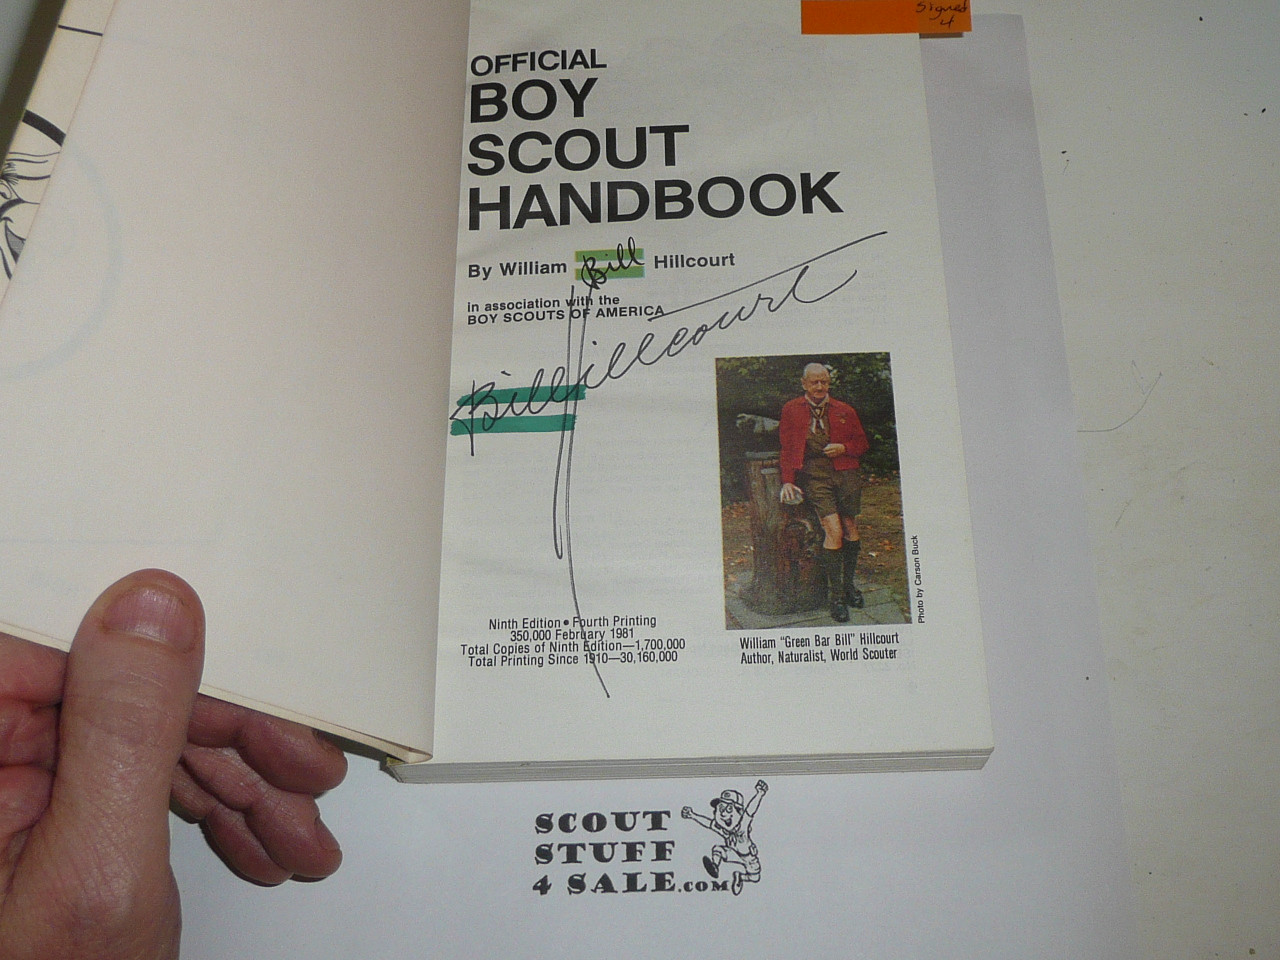 Signed
4
OFFICIAL
BOY
SCOUT
HANDBOOK
By William Bill Hillcourt
in association with the
BOY SCOUTS OF AMERICA
Bill Hillcourt
Ninth Edition • Fourth Printing
350,000 February 1981
Total Copies of Ninth Edition—1,700,000
Total Printing Since 1910—30,160,000
Photo by Carson Buck
William "Green Bar Bill" Hillcourt
Author, Naturalist, World Scouter
SCOUT
STUFF
4 SALE.COM